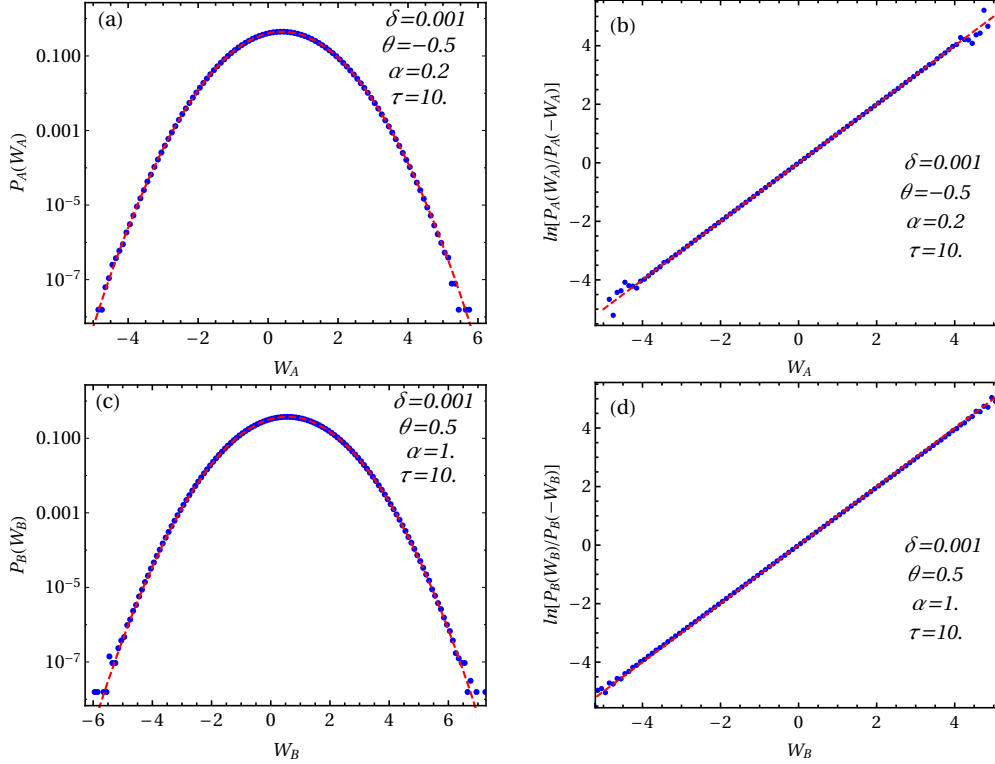 (a)
δ=0.001
θ=−0.5
α=0.2
τ=10.
P_A(W_A)
0.100
0.001
10^-5
10^-7
−4 −2 0 2 4 6
W_A
(b)
δ=0.001
θ=−0.5
α=0.2
τ=10.
ln[P_A(W_A)/P_A(−W_A)]
4
2
0
−2
−4
−4 −2 0 2 4
W_A
(c)
δ=0.001
θ=0.5
α=1.
τ=10.
P_B(W_B)
0.100
0.001
10^-5
10^-7
−6 −4 −2 0 2 4 6
W_B
(d)
δ=0.001
θ=0.5
α=1.
τ=10.
ln[P_B(W_B)/P_B(−W_B)]
4
2
0
−2
−4
−4 −2 0 2 4
W_B